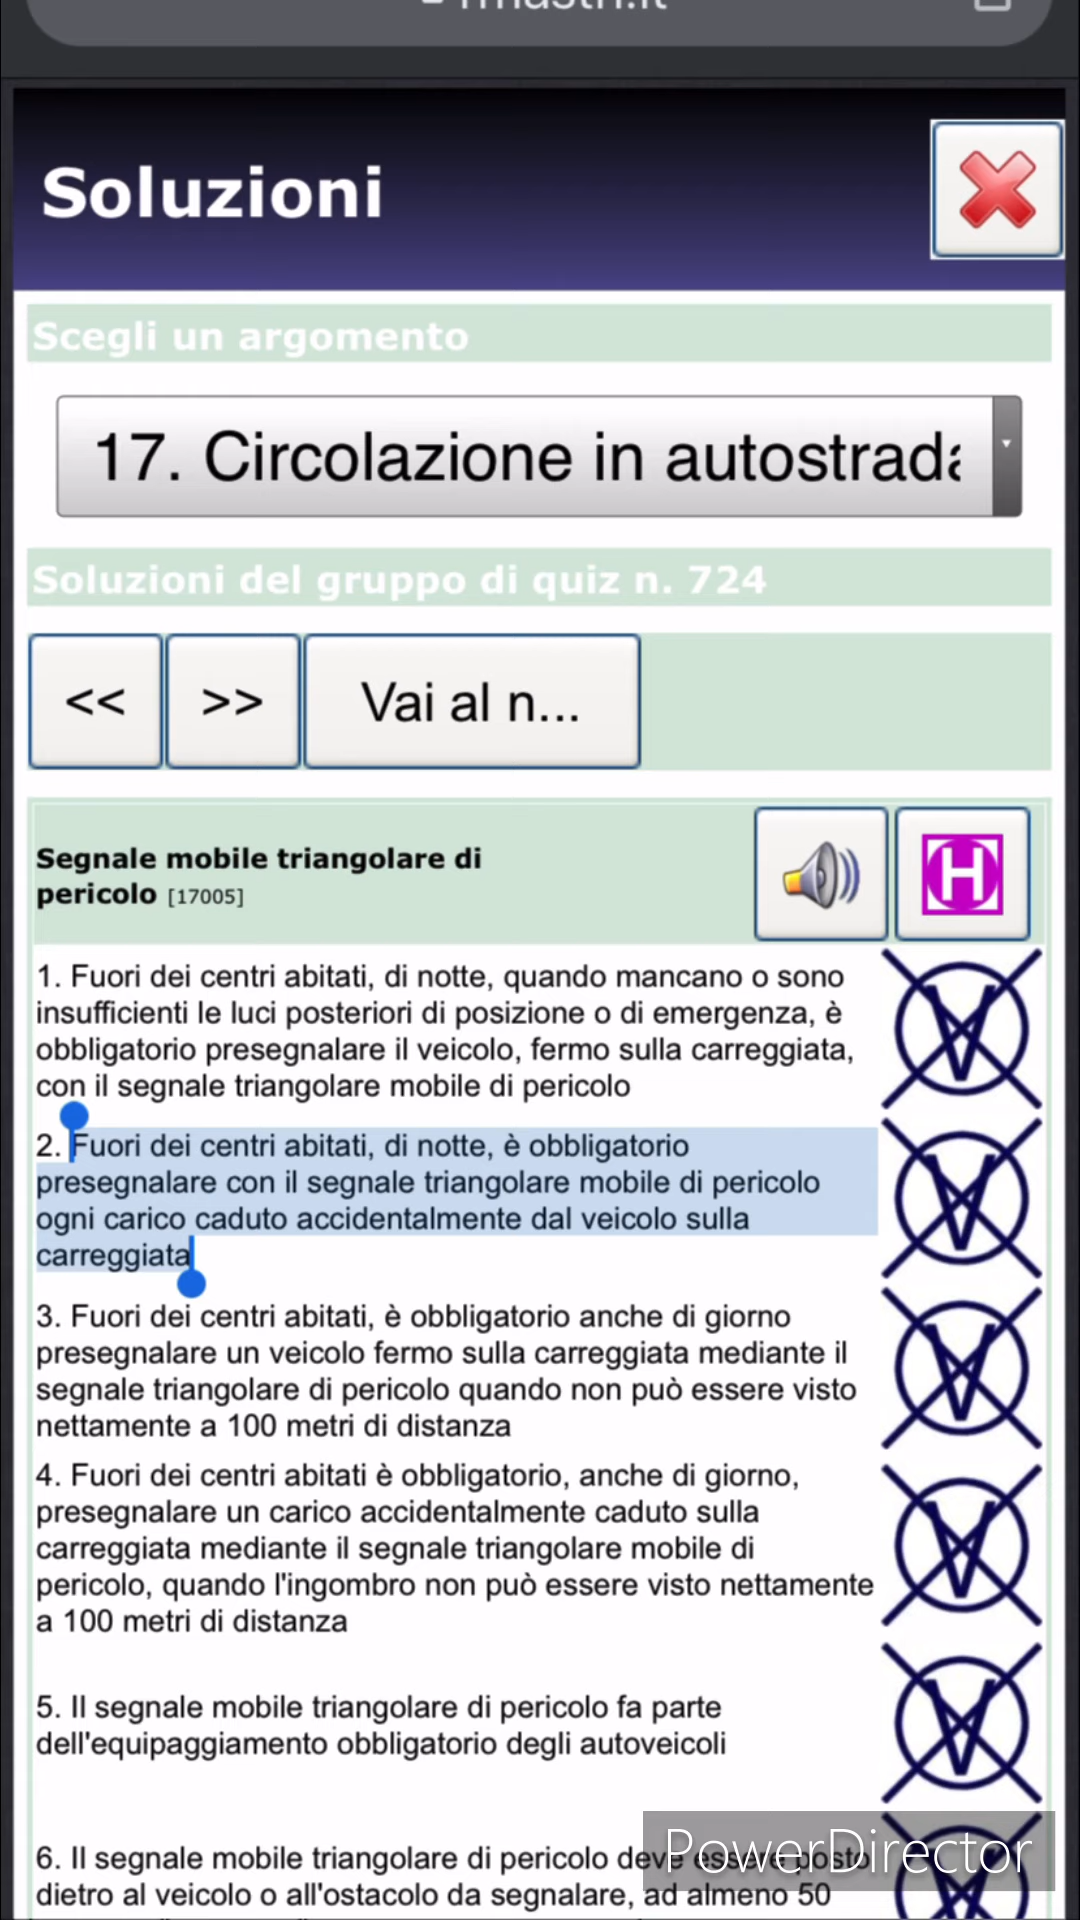 Soluzioni
Scegli un argomento
17. Circolazione in autostrada
Soluzioni del gruppo di quiz n. 724
<< >> Vai al n...
Segnale mobile triangolare di
pericolo [17005]
H
1. Fuori dei centri abitati, di notte, quando mancano o sono
insufficienti le luci posteriori di posizione o di emergenza, è
obbligatorio presegnalare il veicolo, fermo sulla carreggiata,
con il segnale triangolare mobile di pericolo
V
2. Fuori dei centri abitati, di notte, è obbligatorio
presegnalare con il segnale triangolare mobile di pericolo
ogni carico caduto accidentalmente dal veicolo sulla
carreggiata
V
3. Fuori dei centri abitati, è obbligatorio anche di giorno
presegnalare un veicolo fermo sulla carreggiata mediante il
segnale triangolare di pericolo quando non può essere visto
nettamente a 100 metri di distanza
V
4. Fuori dei centri abitati è obbligatorio, anche di giorno,
presegnalare un carico accidentalmente caduto sulla
carreggiata mediante il segnale triangolare mobile di
pericolo, quando l'ingombro non può essere visto nettamente
a 100 metri di distanza
V
5. Il segnale mobile triangolare di pericolo fa parte
dell'equipaggiamento obbligatorio degli autoveicoli
V
6. Il segnale mobile triangolare di pericolo deve essere posto
dietro al veicolo o all'ostacolo da segnalare, ad almeno 50
PowerDirector